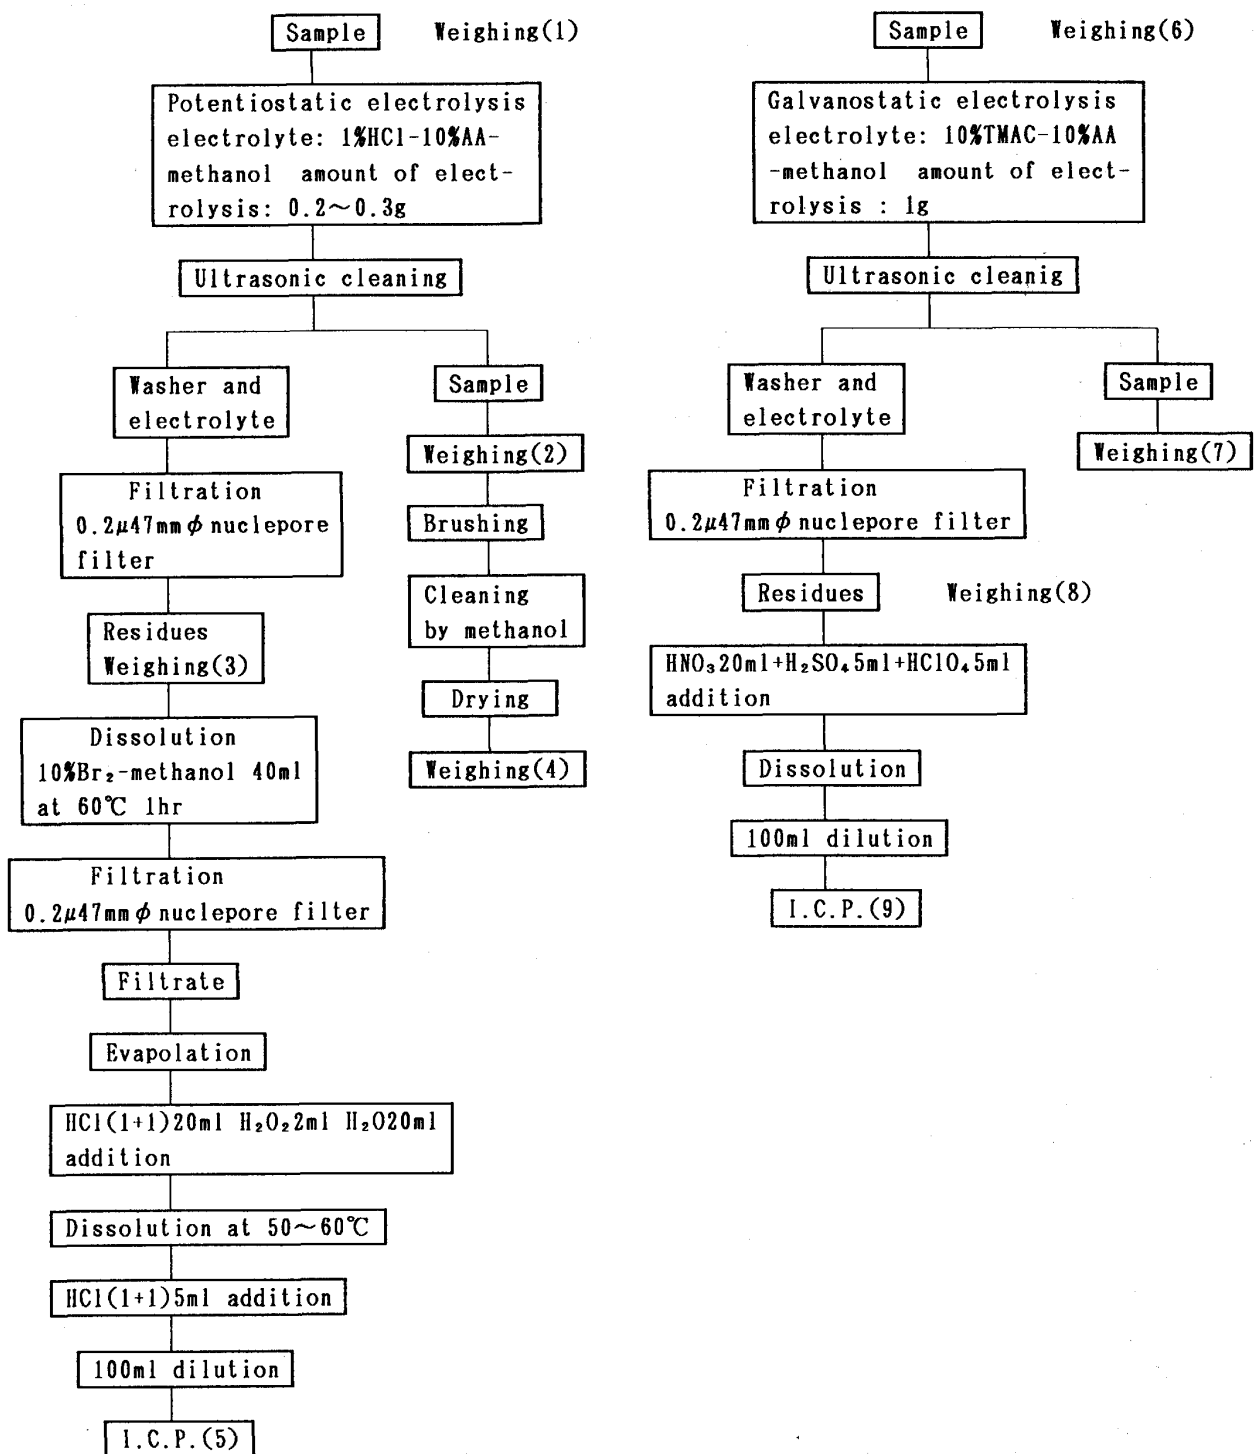 Sample
Weighing(1)
Potentiostatic electrolysis
electrolyte: 1%HCl-10%AA-
methanol amount of elect-
rolysis: 0.2～0.3g
Ultrasonic cleaning
Washer and
electrolyte
Filtration
0.2μ47mmφ nuclepore
filter
Residues
Weighing(3)
Dissolution
10%Br₂-methanol 40ml
at 60℃ 1hr
Filtration
0.2μ47mmφ nuclepore filter
Filtrate
Evapolation
HCl(1+1)20ml H₂O₂2ml H₂O20ml
addition
Dissolution at 50～60℃
HCl(1+1)5ml addition
100ml dilution
I.C.P.(5)
Sample
Weighing(2)
Brushing
Cleaning
by methanol
Drying
Weighing(4)
Sample
Weighing(6)
Galvanostatic electrolysis
electrolyte: 10%TMAC-10%AA
-methanol amount of elect-
rolysis : 1g
Ultrasonic cleanig
Washer and
electrolyte
Filtration
0.2μ47mmφ nuclepore filter
Residues
Weighing(8)
HNO₃20ml+H₂SO₄5ml+HClO₄5ml
addition
Dissolution
100ml dilution
I.C.P.(9)
Sample
Weighing(7)